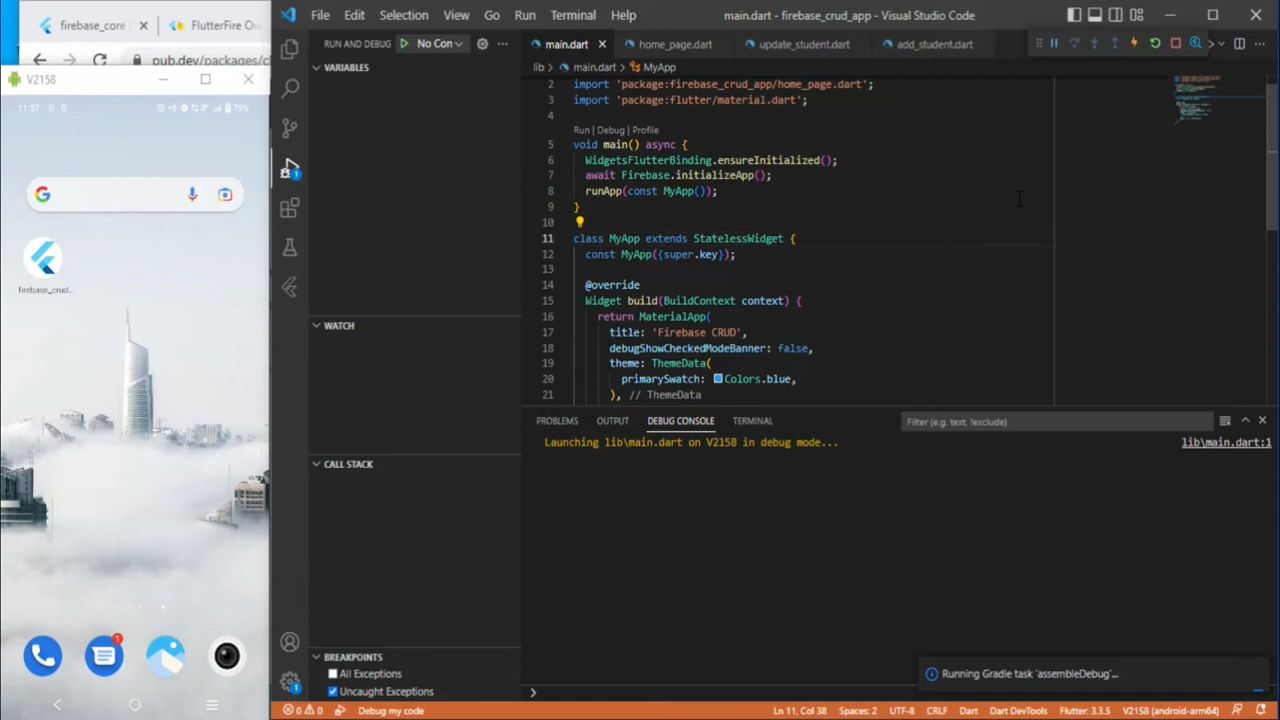 firebase_core
FlutterFire Ov
pub.dev/packages/c
V2158
11:37
75%
firebase_crud...
File Edit Selection View Go Run Terminal Help
main.dart - firebase_crud_app - Visual Studio Code
RUN AND DEBUG
No Con
VARIABLES
WATCH
CALL STACK
BREAKPOINTS
All Exceptions
Uncaught Exceptions
main.dart
home_page.dart
update_student.dart
add_student.dart
lib > main.dart > MyApp
2 import 'package:firebase_crud_app/home_page.dart';
3 import 'package:flutter/material.dart';
4
Run | Debug | Profile
5 void main() async {
6 WidgetsFlutterBinding.ensureInitialized();
7 await Firebase.initializeApp();
8 runApp(const MyApp());
9 }
10
11 class MyApp extends StatelessWidget {
12 const MyApp({super.key});
13
14 @override
15 Widget build(BuildContext context) {
16 return MaterialApp(
17 title: 'Firebase CRUD',
18 debugShowCheckedModeBanner: false,
19 theme: ThemeData(
20 primarySwatch: Colors.blue,
21 ), // ThemeData
PROBLEMS OUTPUT DEBUG CONSOLE TERMINAL
Filter (e.g. text, !exclude)
Launching lib\main.dart on V2158 in debug mode...
lib\main.dart:1
Running Gradle task 'assembleDebug'...
0 0 Debug my code
Ln 11, Col 38 Spaces: 2 UTF-8 CRLF Dart Dart DevTools Flutter: 3.3.5 V2158 (android-arm64)